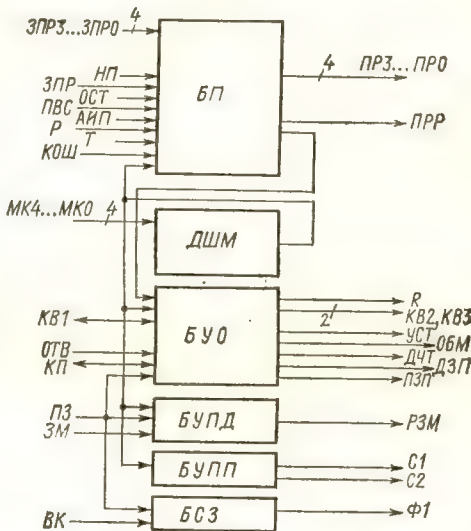 ЗПР3...ЗПР0 4
НП
ЗПР
ОСТ
ПВС
АИП
Р
Т
КОШ
БП
4 ПР3...ПР0
ПРР
МК4...МК0 4
ДШМ
КВ1
ОТВ
КП
БУО
R
2 КВ2, КВ3
УСТ
ОБМ
ДЧТ
ДЗП
ПЗП
ПЗ
ЗМ
БУПД
РЗМ
БУПП
С1
С2
ВК
БСЗ
Ф1